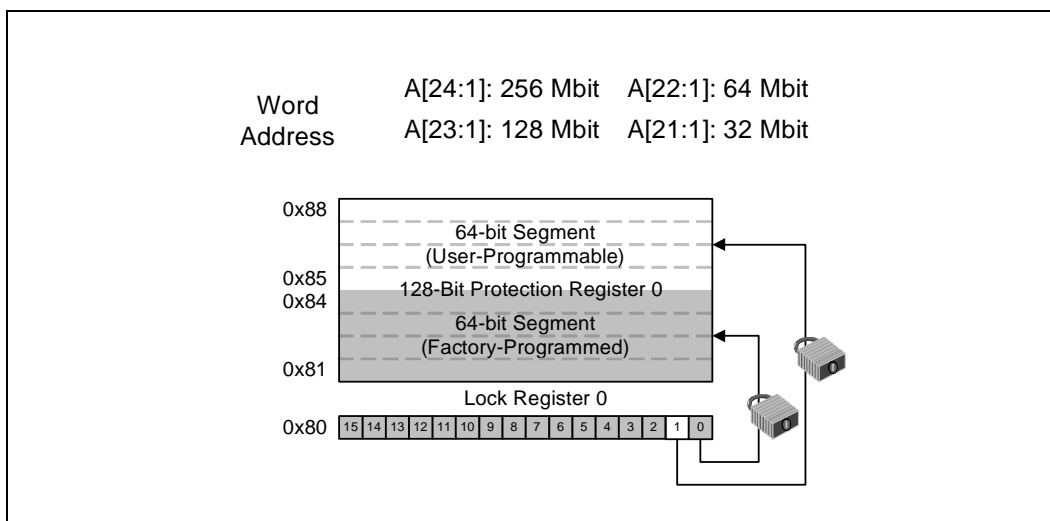 Word
Address
A[24:1]: 256 Mbit A[22:1]: 64 Mbit
A[23:1]: 128 Mbit A[21:1]: 32 Mbit
0x88
64-bit Segment
(User-Programmable)
0x85
128-Bit Protection Register 0
0x84
64-bit Segment
(Factory-Programmed)
0x81
Lock Register 0
0x80 15 14 13 12 11 10 9 8 7 6 5 4 3 2 1 0